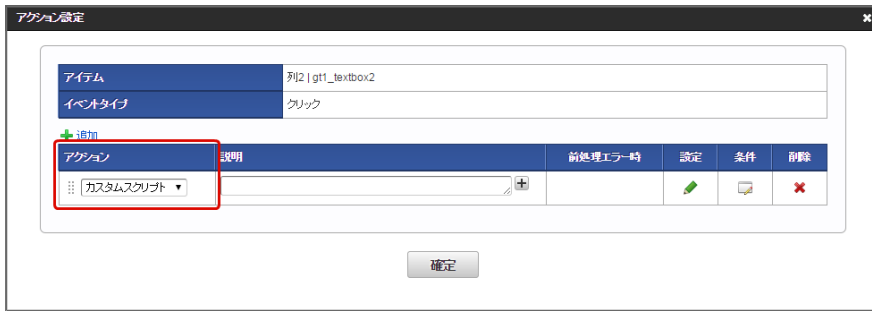 アクション設定
アイテム 列2 | gt1_textbox2
イベントタイプ クリック
追加
アクション 説明 前処理エラー時 設定 条件 削除
カスタムスクリプト
確定